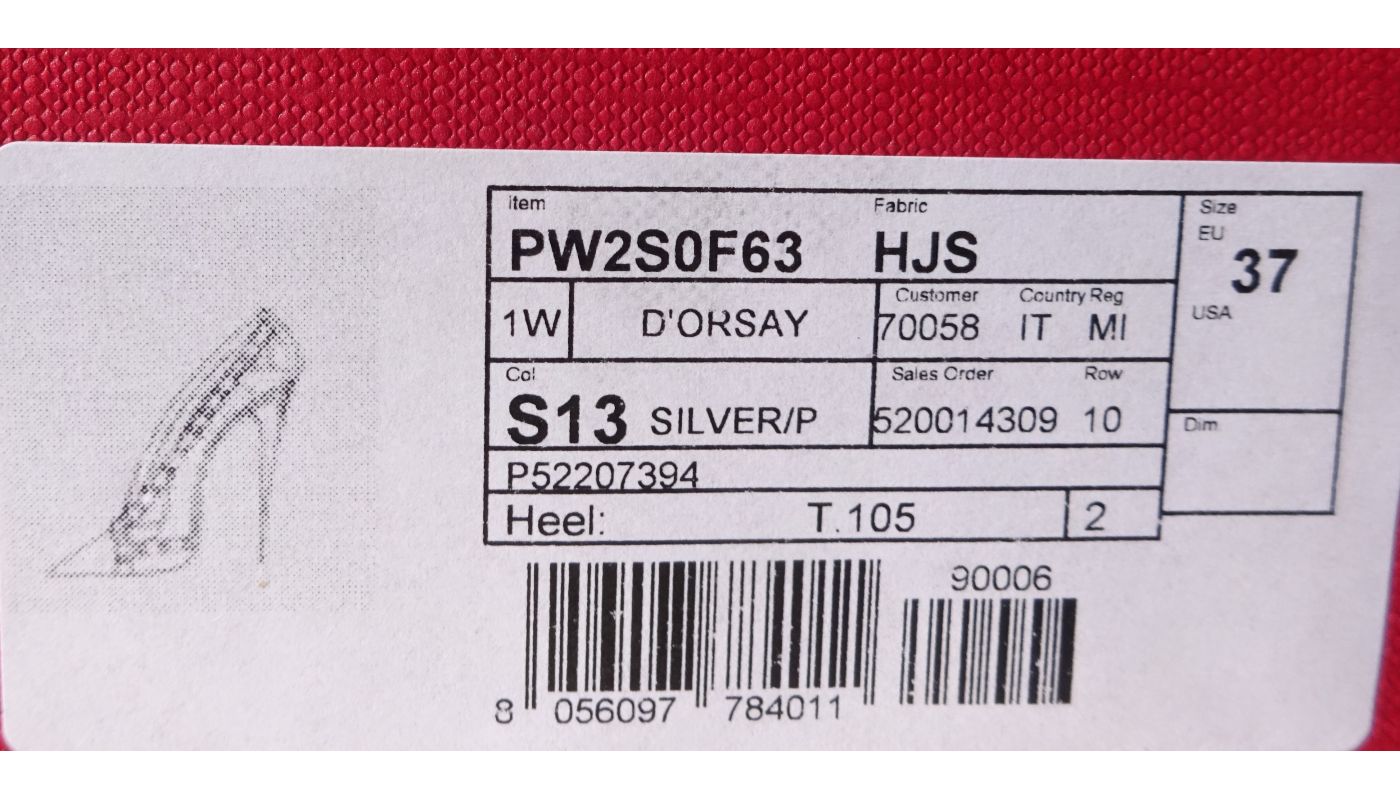 Item Fabric Size
PW2S0F63 HJS EU 37
Customer Country Reg USA
1W D'ORSAY 70058 IT MI
Col Sales Order Row
S13 SILVER/P 520014309 10 Dim
P52207394
Heel: T.105 2
90006
8 056097 784011